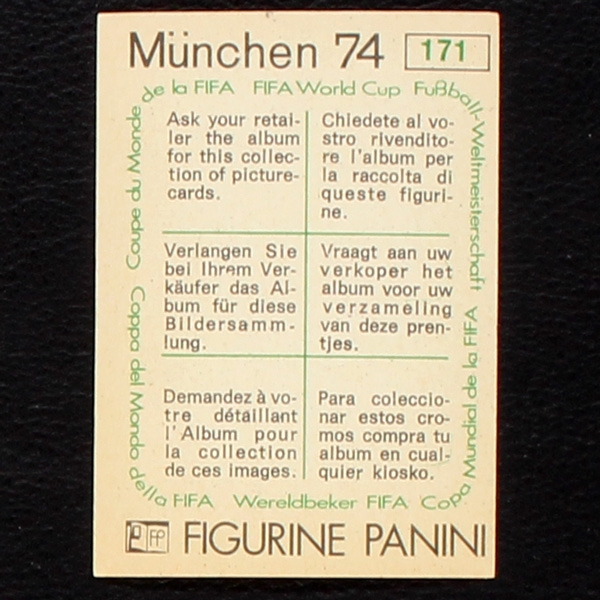 München 74 171
de la FIFA FIFA World Cup Fußball-Weltmeisterschaft
Ask your retai-
ler the album
for this collec-
tion of picture-
cards.
Chiedete al vo-
stro rivendito-
re l'album per
la raccolta di
queste figuri-
ne.
Verlangen Sie
bei Ihrem Ver-
käufer das Al-
bum für diese
Bildersamm-
lung.
Vraagt aan uw
verkoper het
album voor uw
verzameling
van deze pren-
tjes.
Demandez à vo-
tre détaillant
l'Album pour
la collection
de ces images.
Para coleccio-
nar estos cro-
mos compra tu
album en cual-
quier kiosko.
Coupe du Monde
Coppa del Mondo
della FIFA Wereldbeker FIFA Copa Mundial de la FIFA
FP FIGURINE PANINI